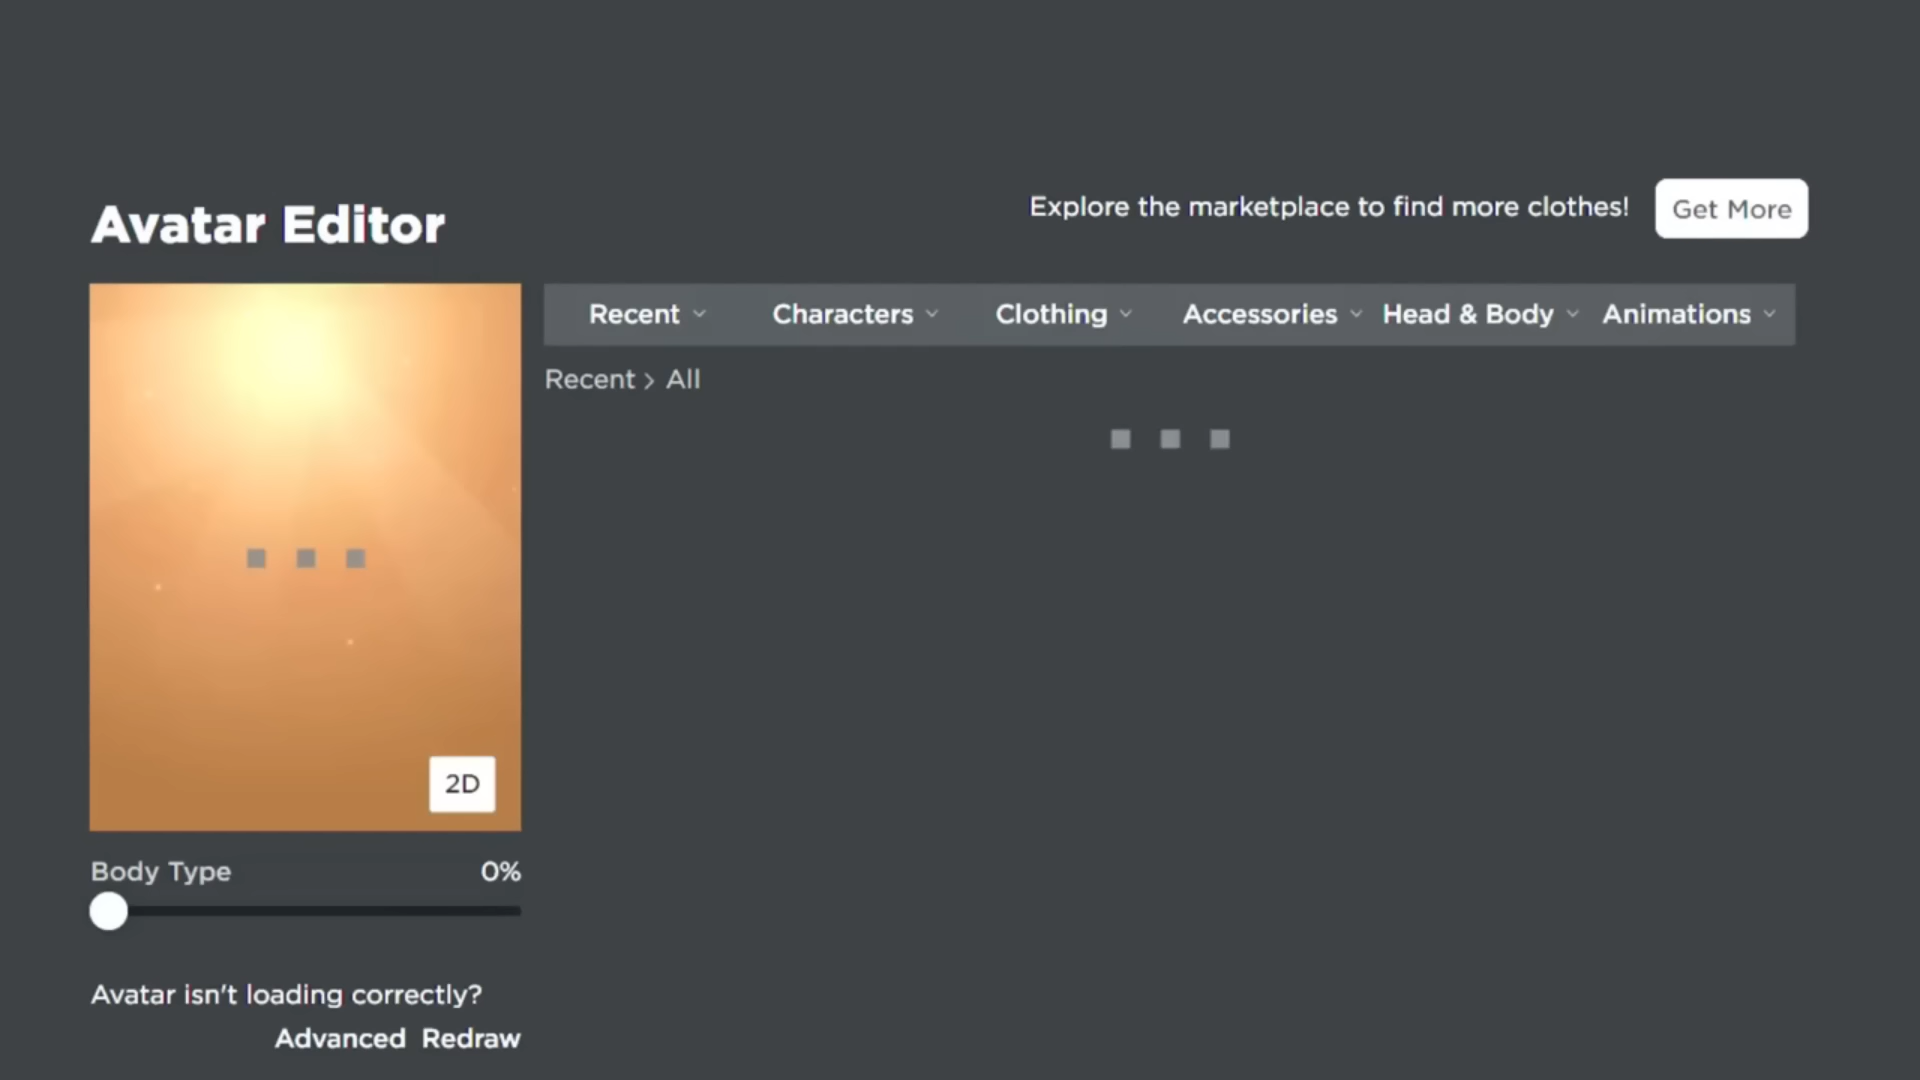 Explore the marketplace to find more clothes! Get More
Avatar Editor
Recent Characters Clothing Accessories Head & Body Animations
Recent > All
2D
Body Type 0%
Avatar isn't loading correctly?
Advanced Redraw